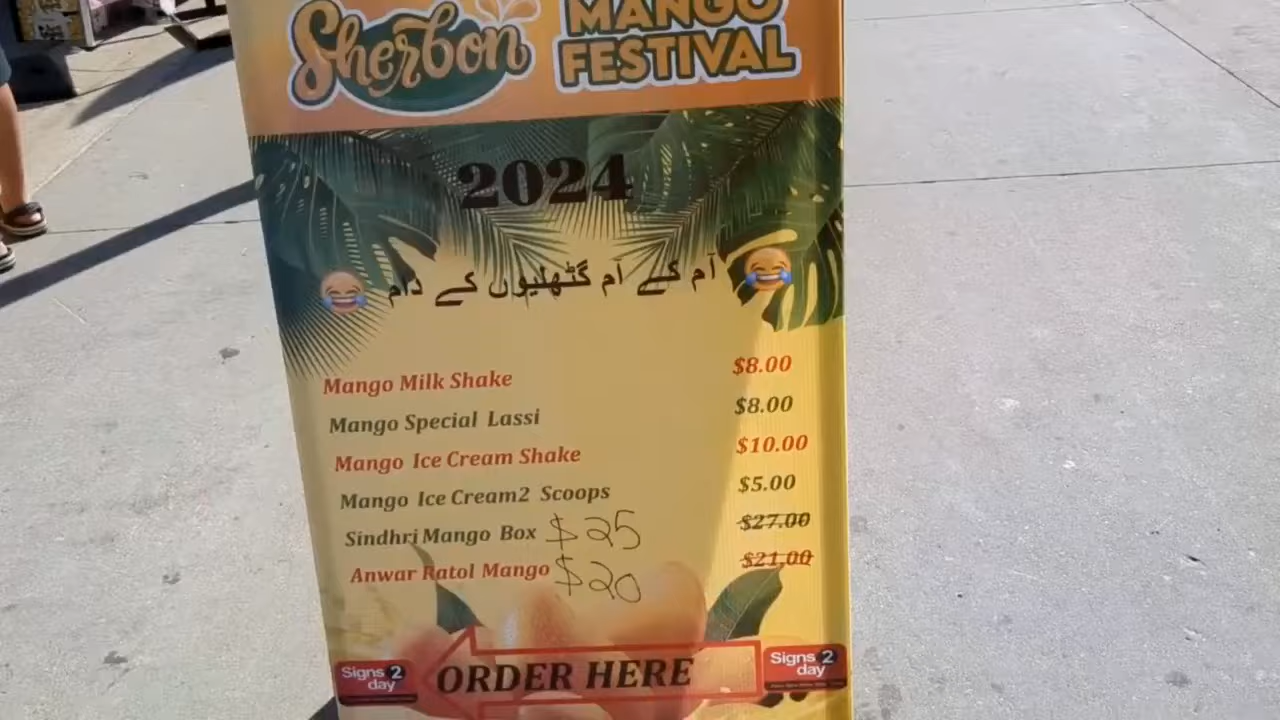 Sherbon
MANGO
FESTIVAL
2024
آم کے آم گٹھلیوں کے دام
Mango Milk Shake $8.00
Mango Special Lassi $8.00
Mango Ice Cream Shake $10.00
Mango Ice Cream2 Scoops $5.00
Sindhri Mango Box $25 $27.00
Anwar Ratol Mango $20 $21.00
ORDER HERE
Signs 2 day
Signs 2 day